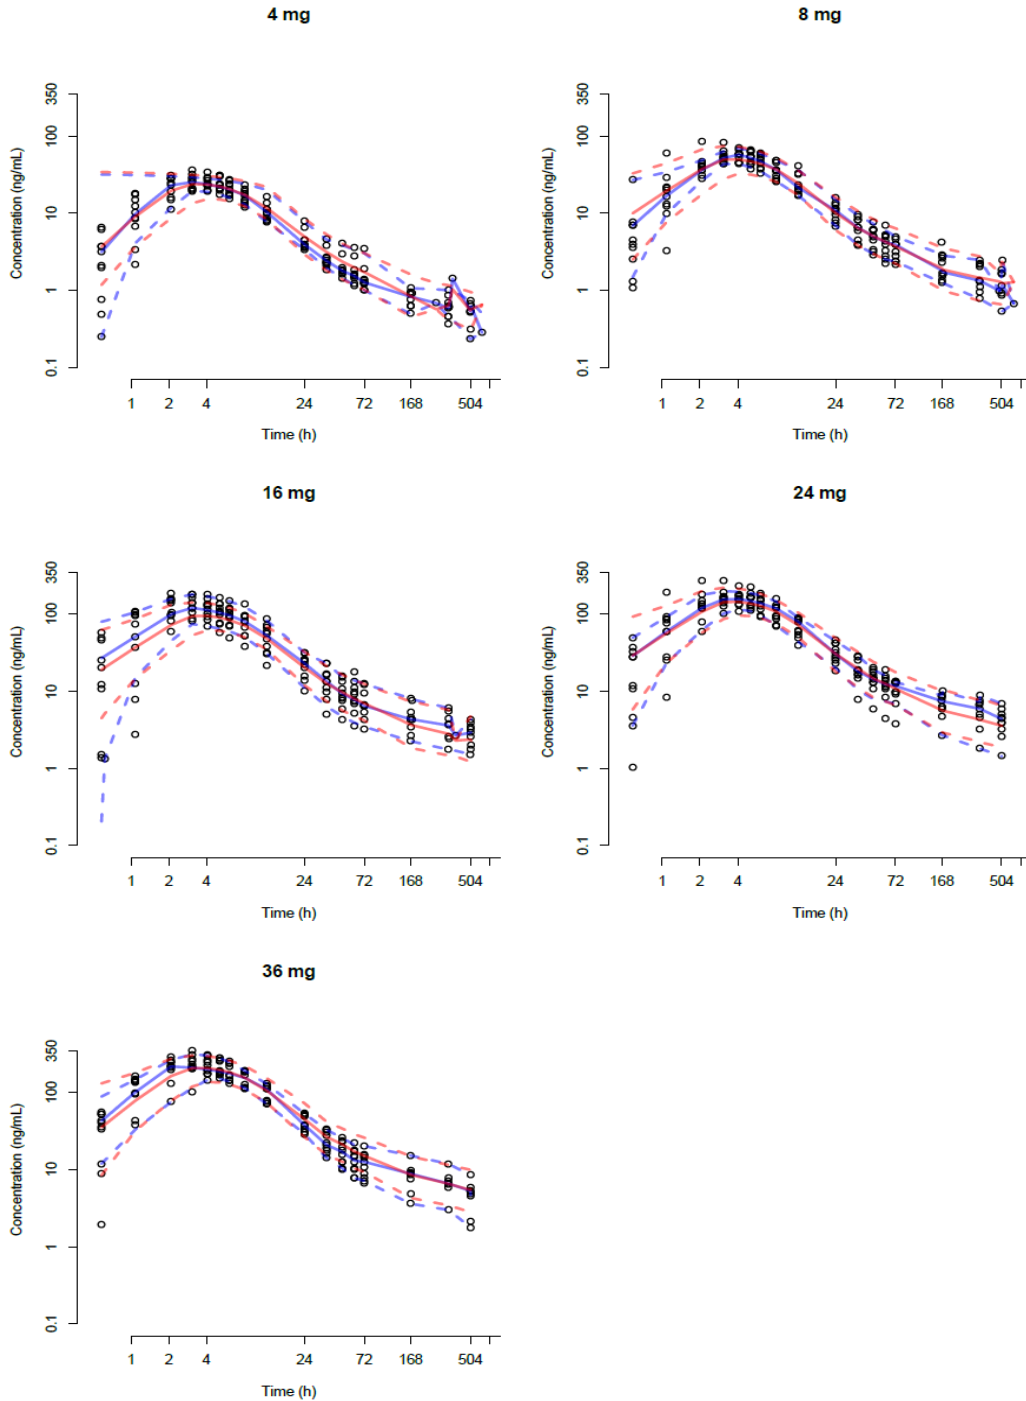 4 mg
350
100
10
1
0.1
Concentration (ng/mL)
1 2 4 24 72 168 504
Time (h)
8 mg
350
100
10
1
0.1
Concentration (ng/mL)
1 2 4 24 72 168 504
Time (h)
16 mg
350
100
10
1
0.1
Concentration (ng/mL)
1 2 4 24 72 168 504
Time (h)
24 mg
350
100
10
1
0.1
Concentration (ng/mL)
1 2 4 24 72 168 504
Time (h)
36 mg
350
100
10
1
0.1
Concentration (ng/mL)
1 2 4 24 72 168 504
Time (h)